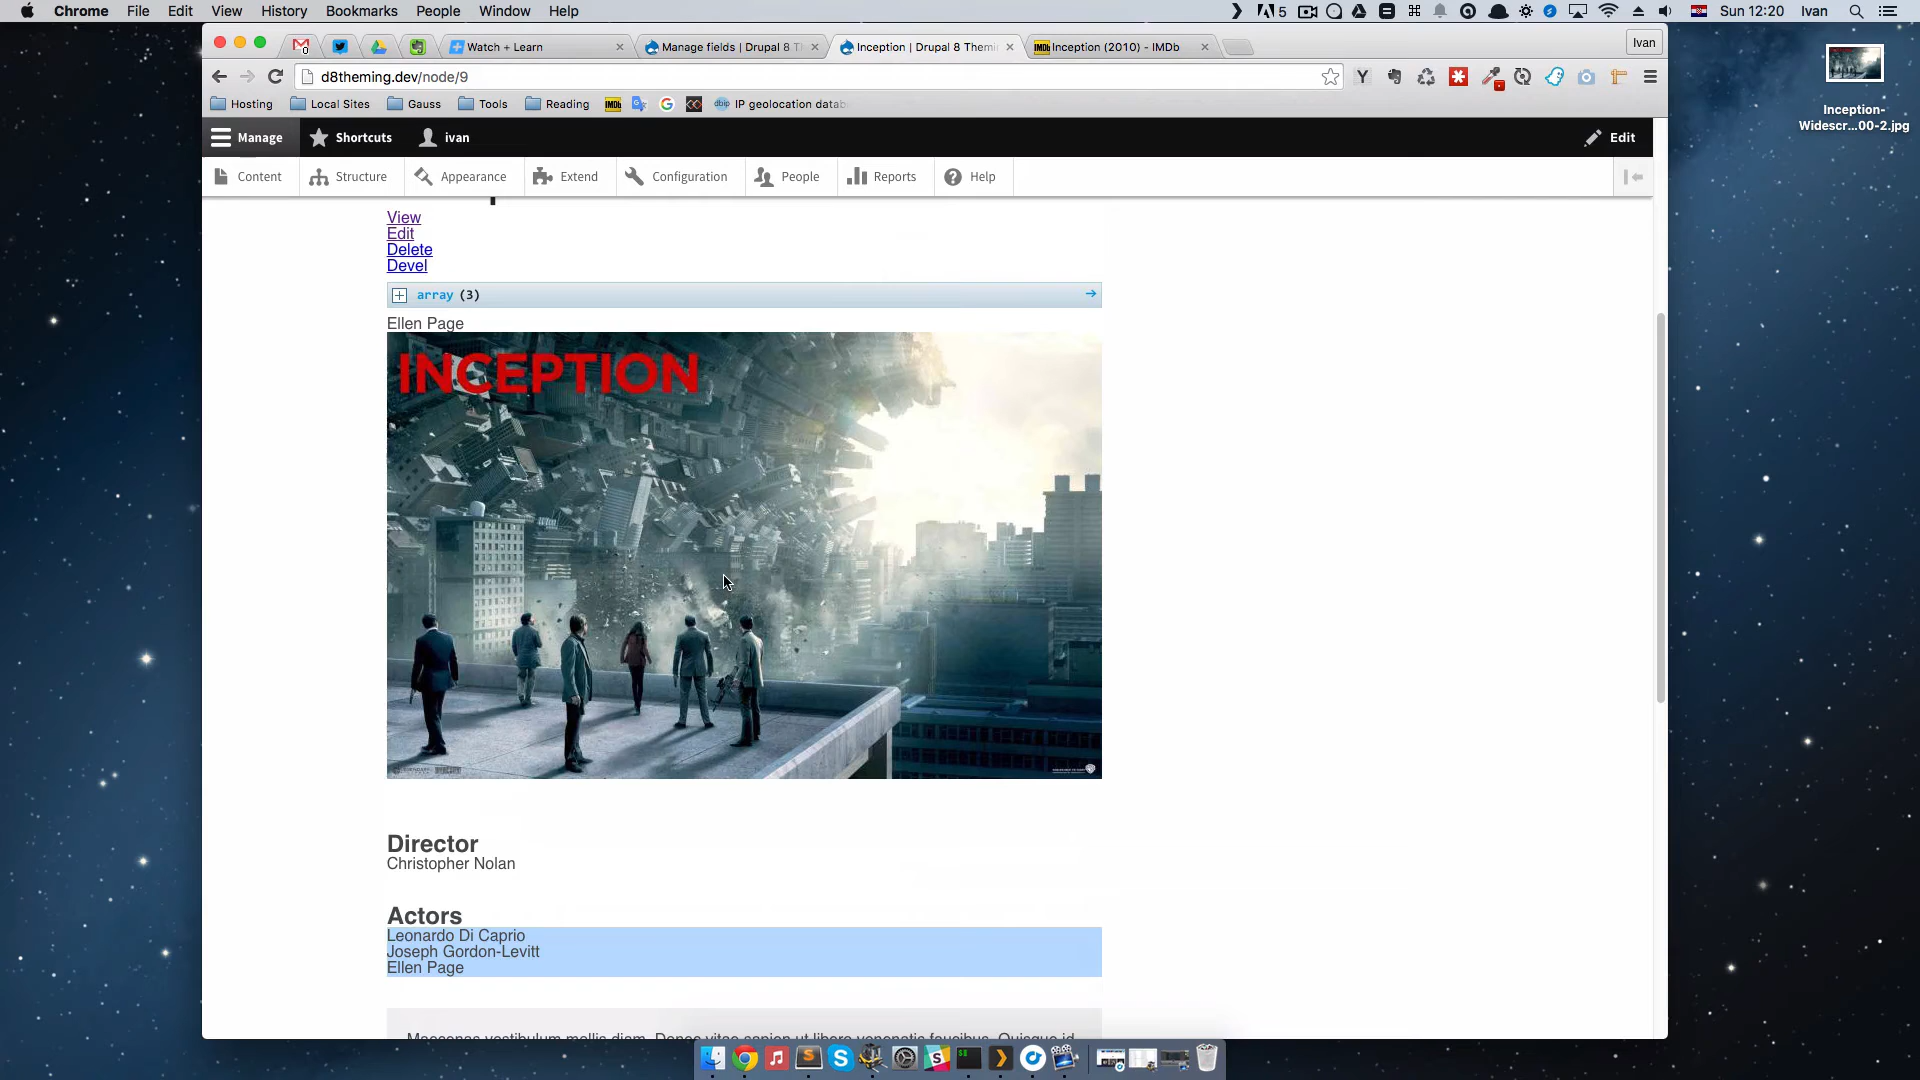 Chrome File Edit View History Bookmarks People Window Help 5 Sun 12:20 Ivan
Watch + Learn
Manage fields | Drupal 8 T
Inception | Drupal 8 Themi
IMDb Inception (2010) - IMDb
Ivan
d8theming.dev/node/9
Hosting Local Sites Gauss Tools Reading IMDb dbip IP geolocation datab
Manage Shortcuts ivan Edit
Content Structure Appearance Extend Configuration People Reports Help
View
Edit
Delete
Devel
array (3)
Ellen Page
INCEPTION
Director
Christopher Nolan
Actors
Leonardo Di Caprio
Joseph Gordon-Levitt
Ellen Page
Inception-
Widescr...00-2.jpg